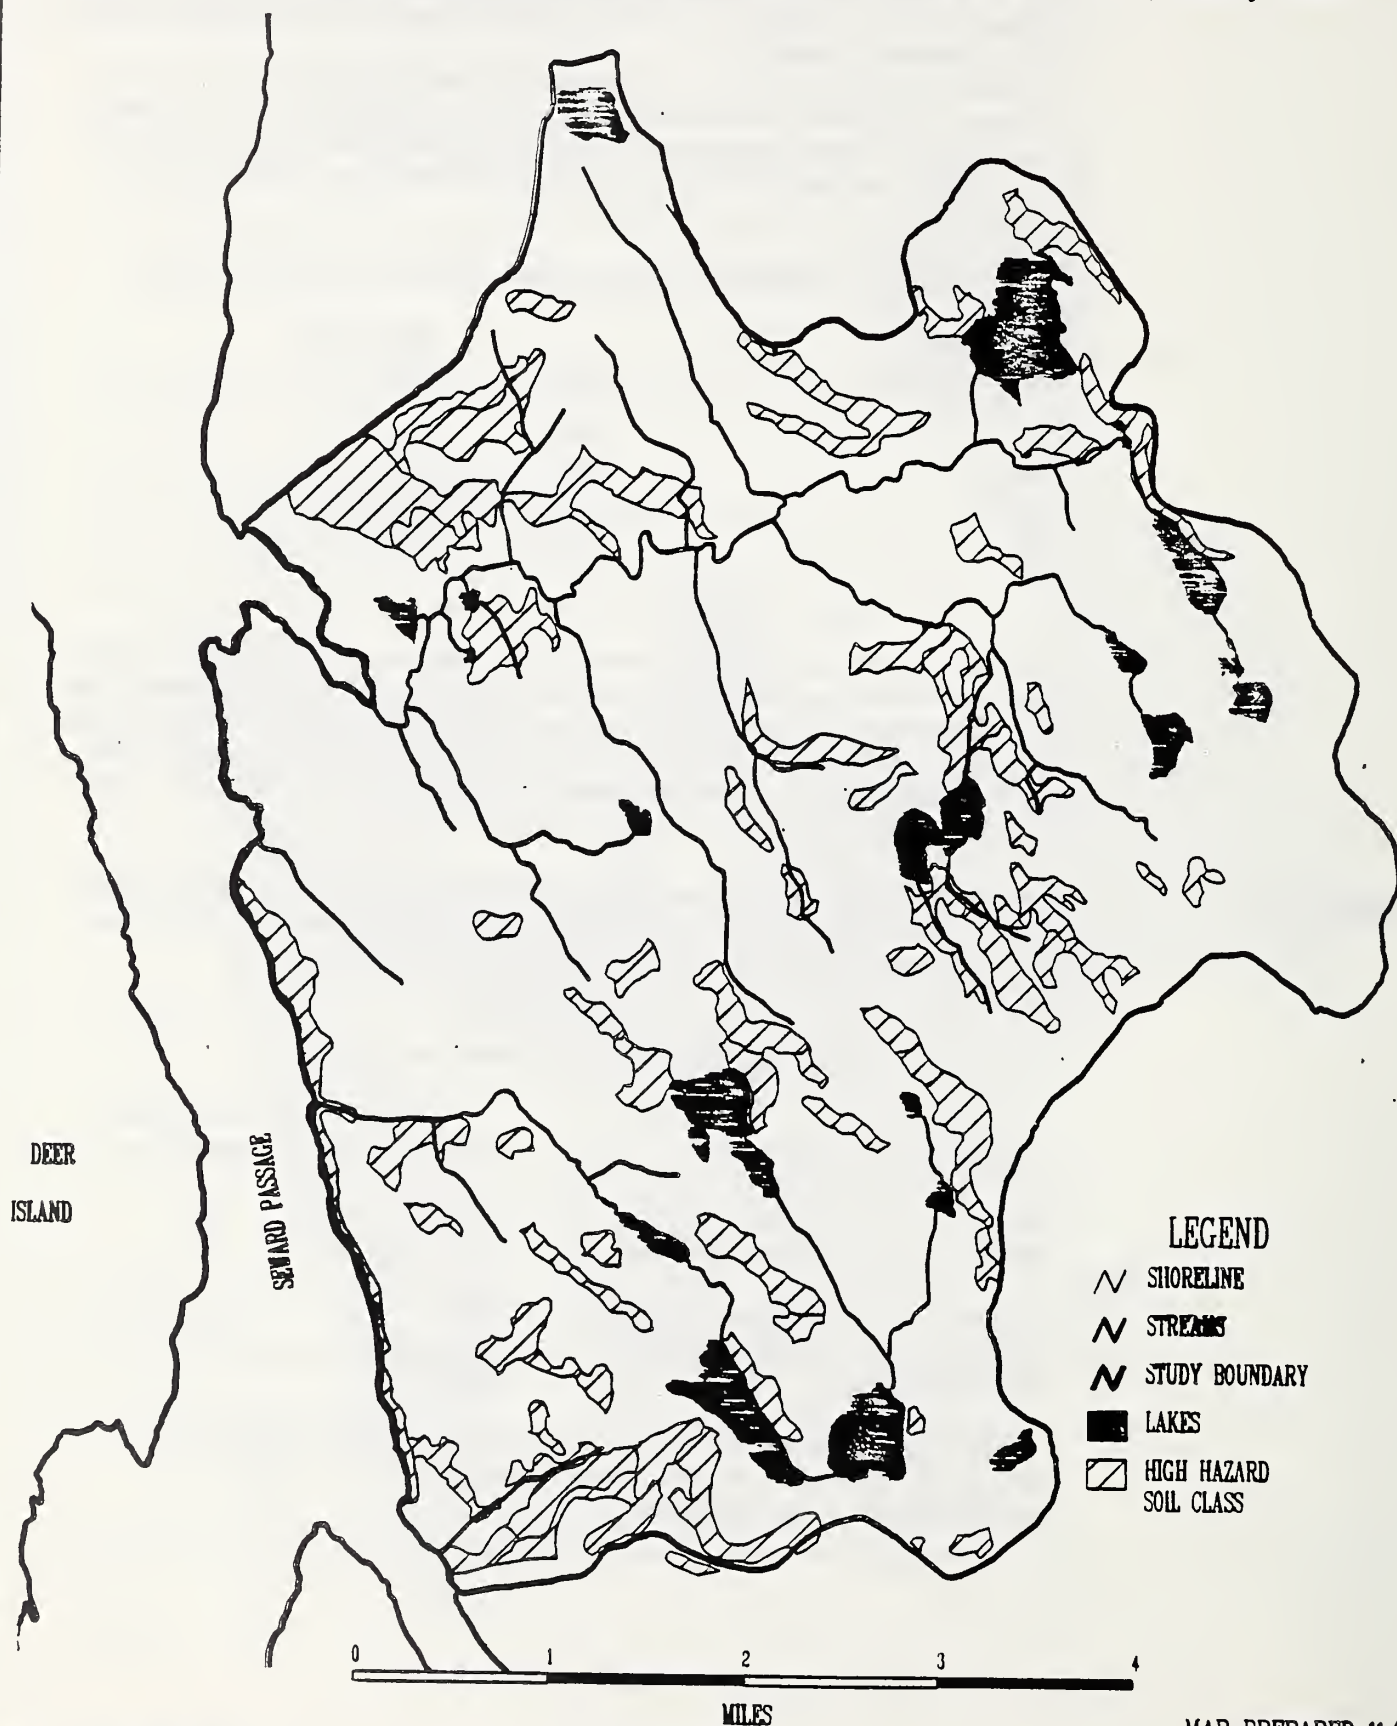 DEER
ISLAND
SEWARD PASSAGE
LEGEND
SHORELINE
STREAMS
STUDY BOUNDARY
LAKES
HIGH HAZARD
SOIL CLASS
0 1 2 3 4
MILES
MAP PREPARED